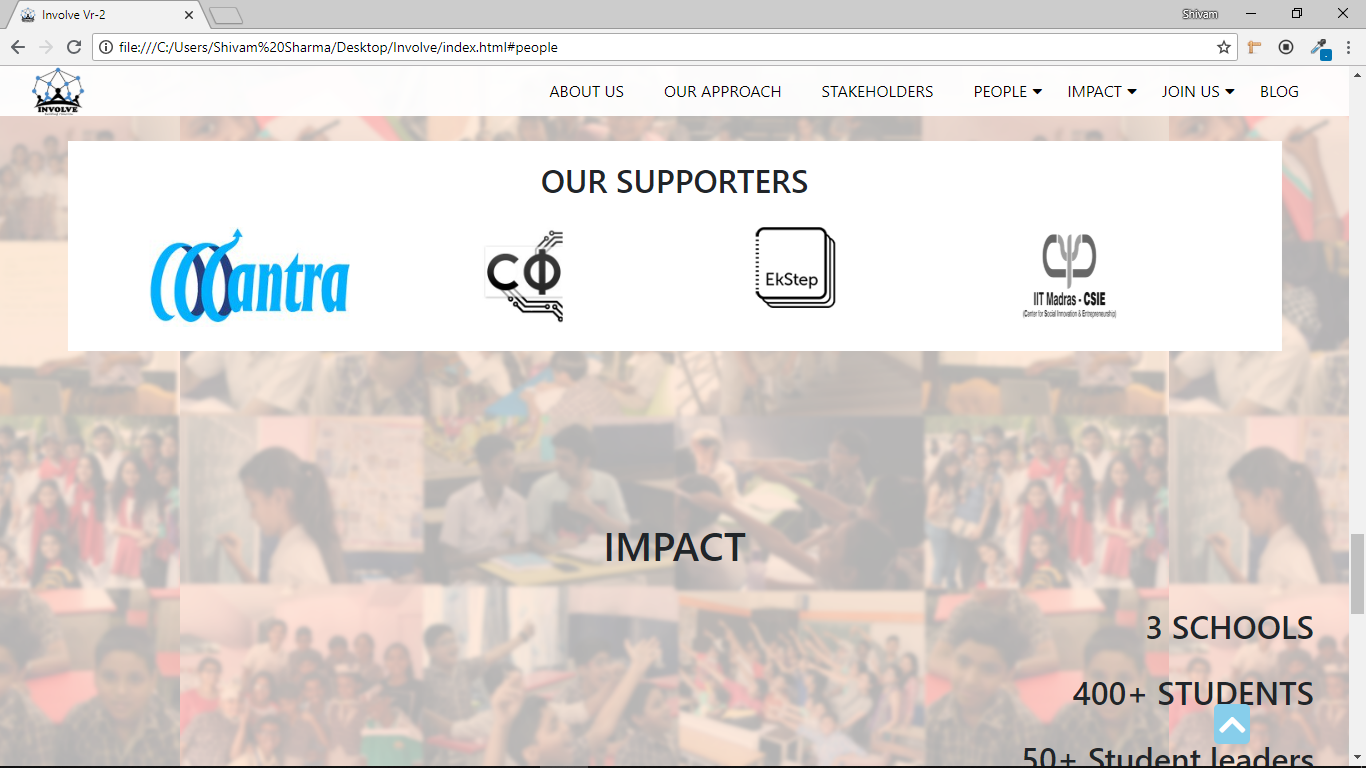 Involve Vr-2
Shivam
file:///C:/Users/Shivam%20Sharma/Desktop/Involve/index.html#people
INVOLVE
ABOUT US
OUR APPROACH
STAKEHOLDERS
PEOPLE
IMPACT
JOIN US
BLOG
OUR SUPPORTERS
Mantra
CΦ
EkStep
IIT Madras - CSIE
(Center for Social Innovation & Entrepreneurship)
IMPACT
3 SCHOOLS
400+ STUDENTS
50+ Student leaders